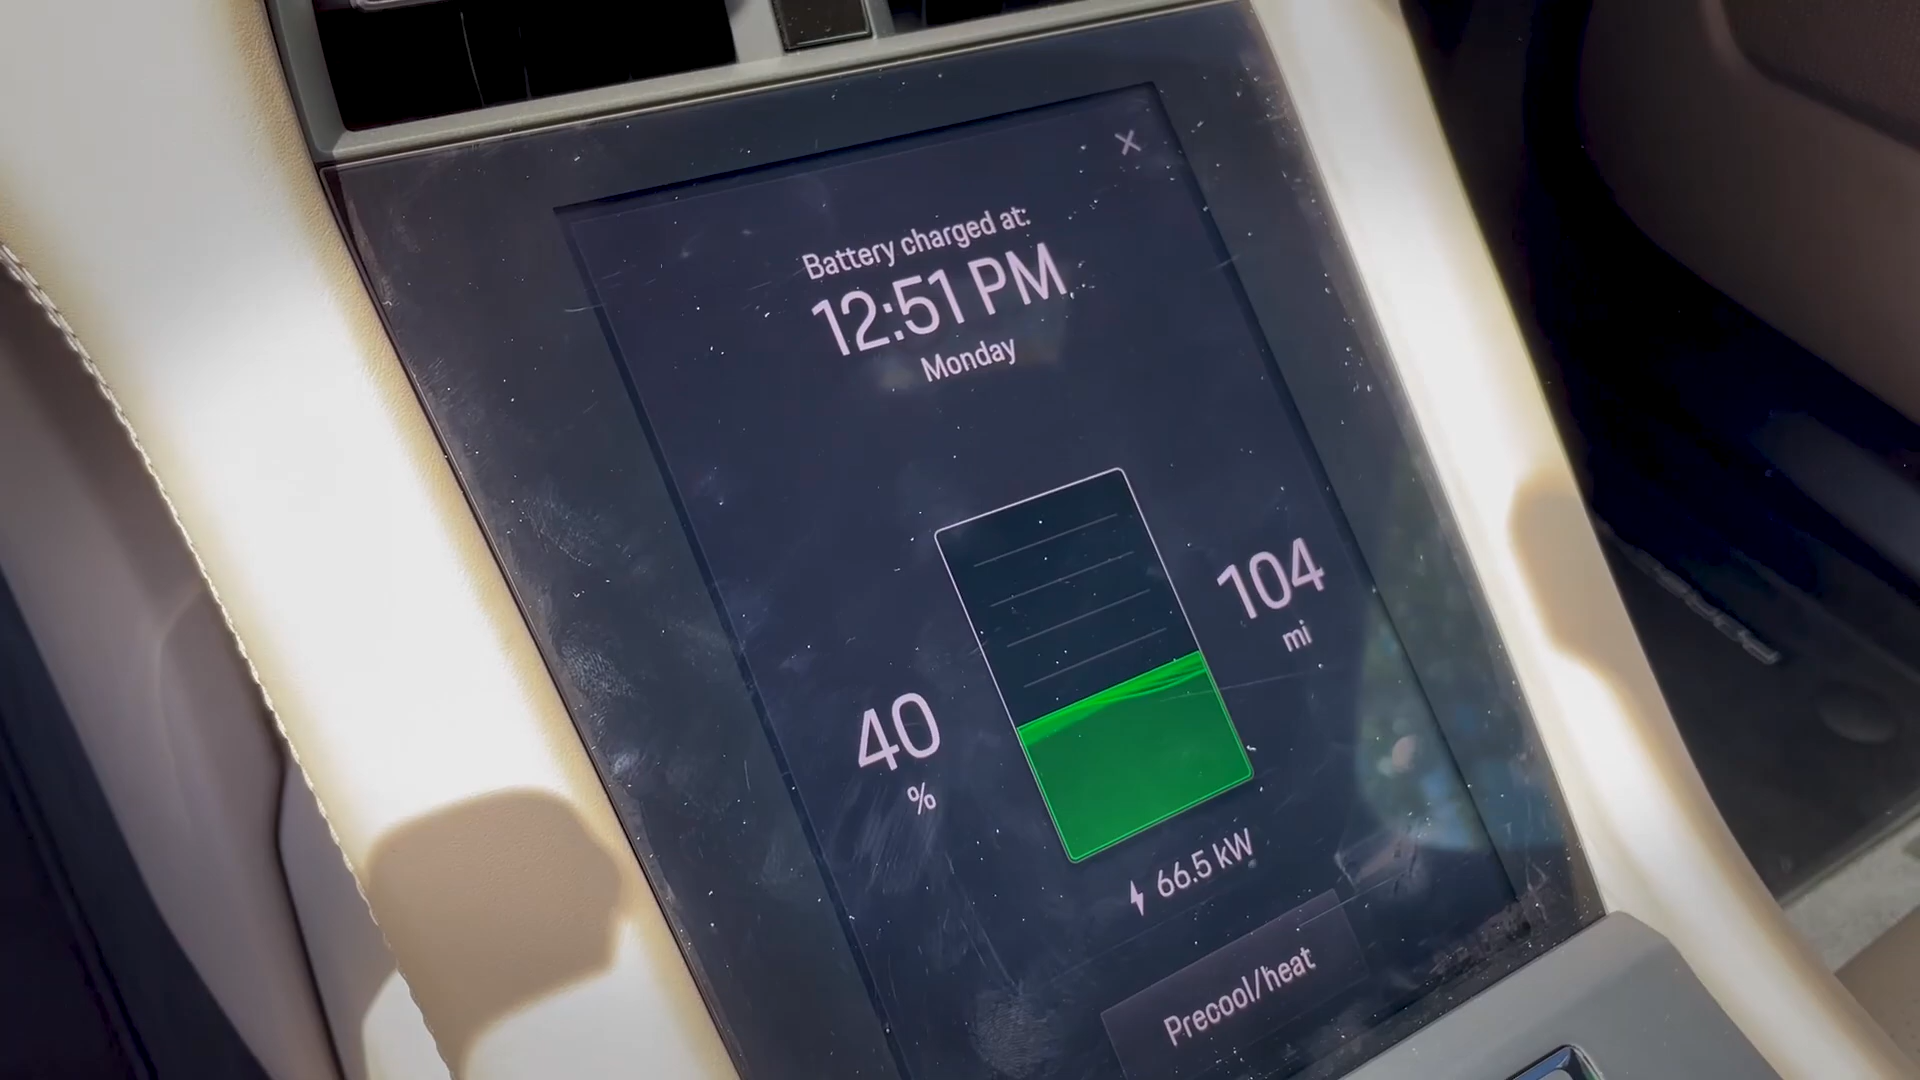 Battery charged at:
12:51 PM
Monday
104
mi
40
%
66.5 kW
Precool/heat